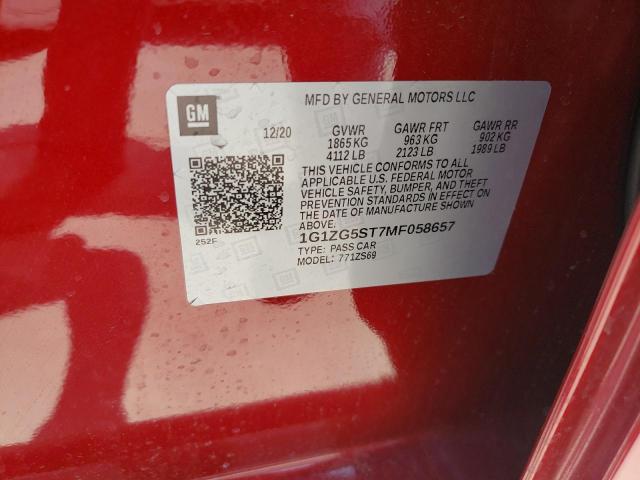 GM
MFD BY GENERAL MOTORS LLC
12/20 GVWR GAWR FRT GAWR RR
1865 KG 963 KG 902 KG
4112 LB 2123 LB 1989 LB
THIS VEHICLE CONFORMS TO ALL
APPLICABLE U.S. FEDERAL MOTOR
VEHICLE SAFETY, BUMPER, AND THEFT
PREVENTION STANDARDS IN EFFECT ON
THE DATE OF MANUFACTURE SHOWN
ABOVE.
252F
1G1ZG5ST7MF058657
TYPE: PASS CAR
MODEL: 771ZS69